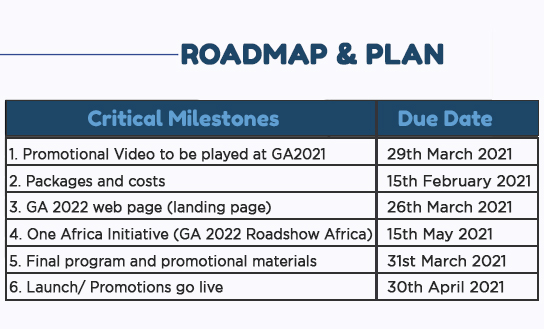 ROADMAP & PLAN
Critical Milestones Due Date
1. Promotional Video to be played at GA2021 29th March 2021
2. Packages and costs 15th February 2021
3. GA 2022 web page (landing page) 26th March 2021
4. One Africa Initiative (GA 2022 Roadshow Africa) 15th May 2021
5. Final program and promotional materials 31st March 2021
6. Launch/ Promotions go live 30th April 2021